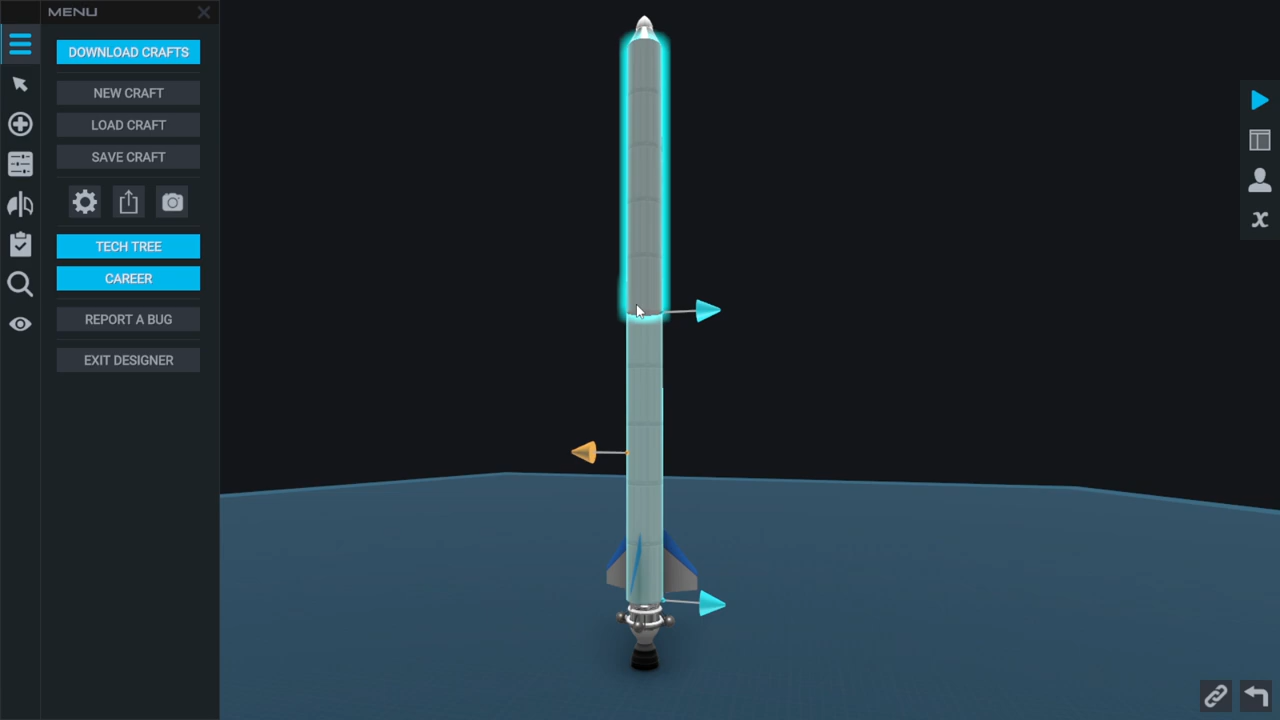 MENU
DOWNLOAD CRAFTS
NEW CRAFT
LOAD CRAFT
SAVE CRAFT
TECH TREE
CAREER
REPORT A BUG
EXIT DESIGNER